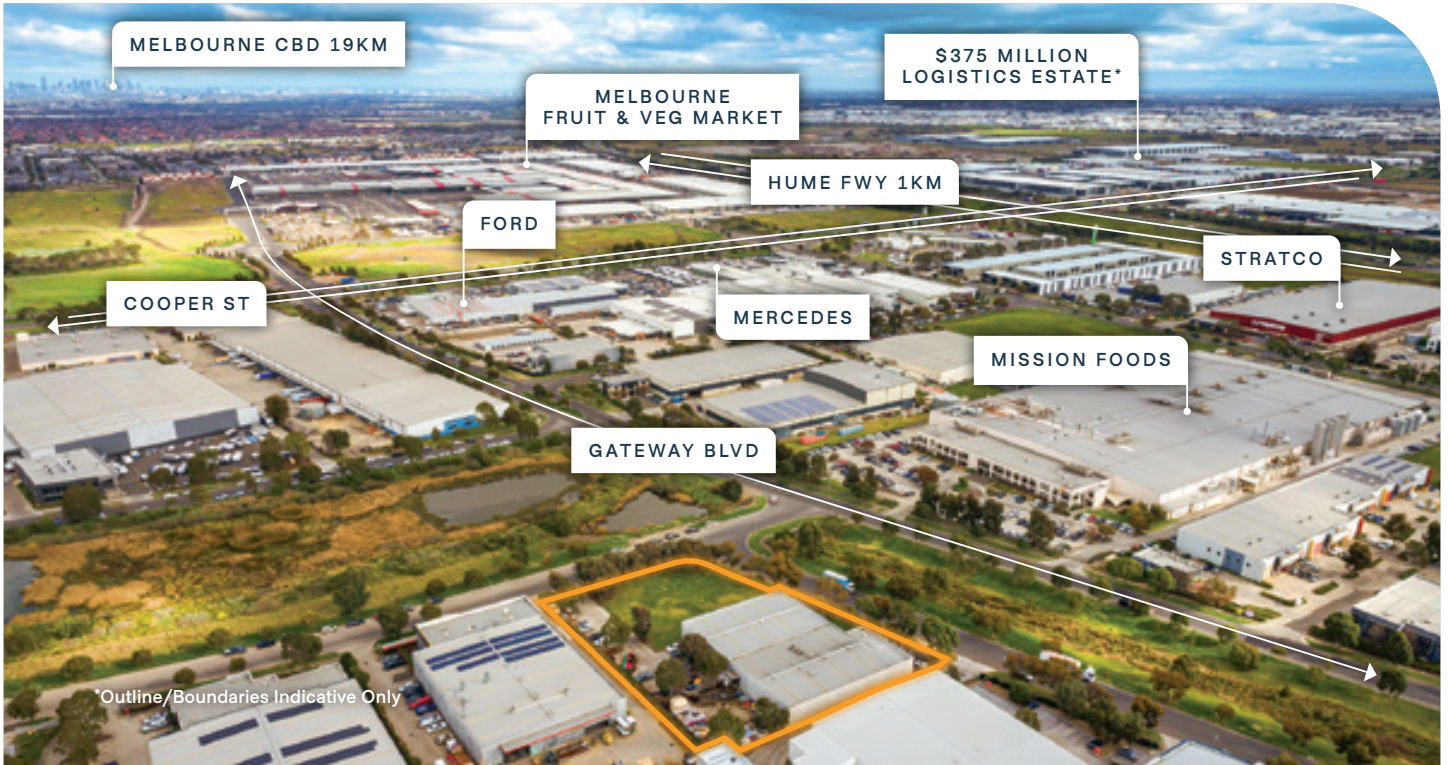 MELBOURNE CBD 19KM
$375 MILLION
LOGISTICS ESTATE*
MELBOURNE
FRUIT & VEG MARKET
HUME FWY 1KM
FORD
STRATCO
COOPER ST
MERCEDES
MISSION FOODS
GATEWAY BLVD
*Outline/Boundaries Indicative Only